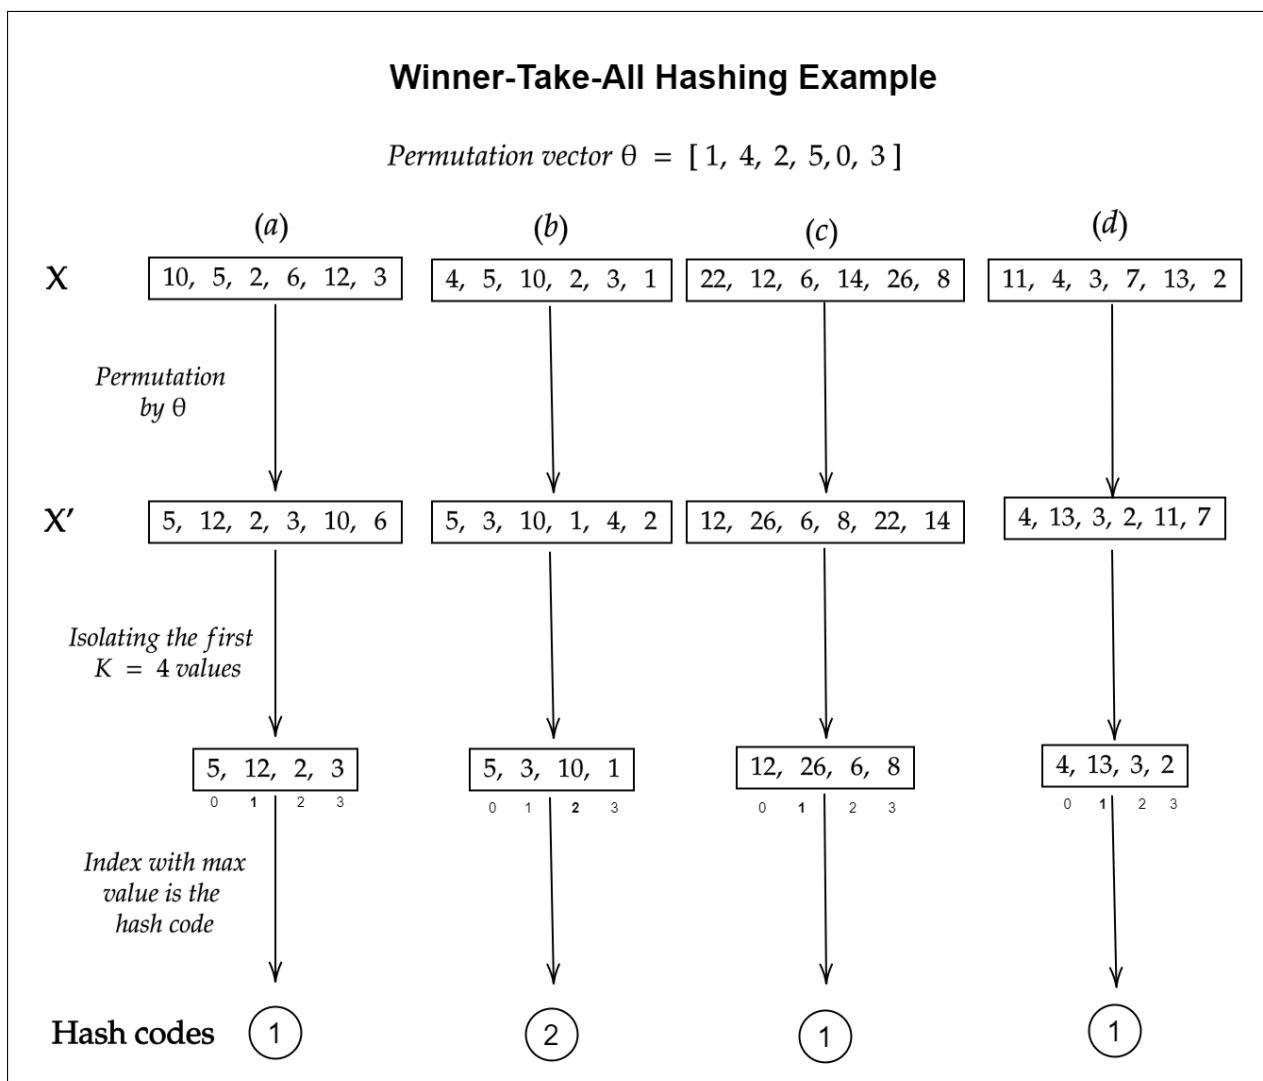 Winner-Take-All Hashing Example
Permutation vector θ = [ 1, 4, 2, 5, 0, 3 ]
(a) (b) (c) (d)
X 10, 5, 2, 6, 12, 3 4, 5, 10, 2, 3, 1 22, 12, 6, 14, 26, 8 11, 4, 3, 7, 13, 2
Permutation
by θ
X′ 5, 12, 2, 3, 10, 6 5, 3, 10, 1, 4, 2 12, 26, 6, 8, 22, 14 4, 13, 3, 2, 11, 7
Isolating the first
K = 4 values
5, 12, 2, 3 5, 3, 10, 1 12, 26, 6, 8 4, 13, 3, 2
0 1 2 3 0 1 2 3 0 1 2 3 0 1 2 3
Index with max
value is the
hash code
Hash codes 1 2 1 1